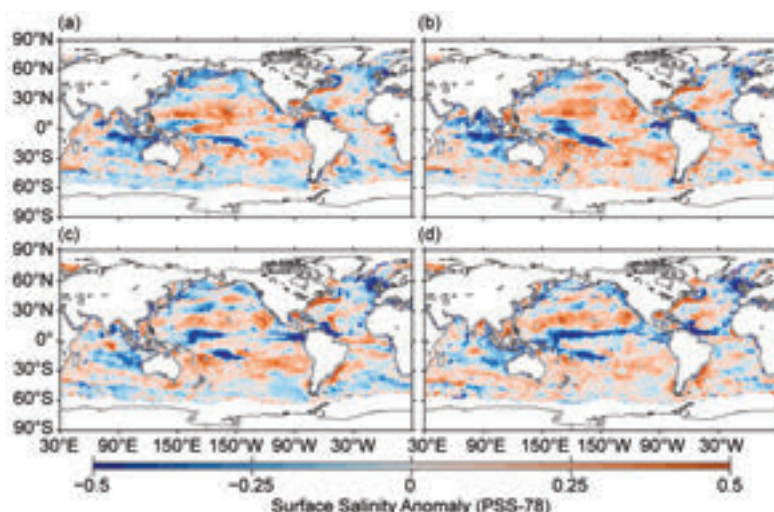 (a) (b)
90°N
60°N
30°N
0°
30°S
60°S
90°S
(c) (d)
90°N
60°N
30°N
0°
30°S
60°S
90°S
30°E 90°E 150°E 150°W 90°W 30°W 30°E 90°E 150°E 150°W 90°W 30°W
−0.5 −0.25 0 0.25 0.5
Surface Salinity Anomaly (PSS-78)